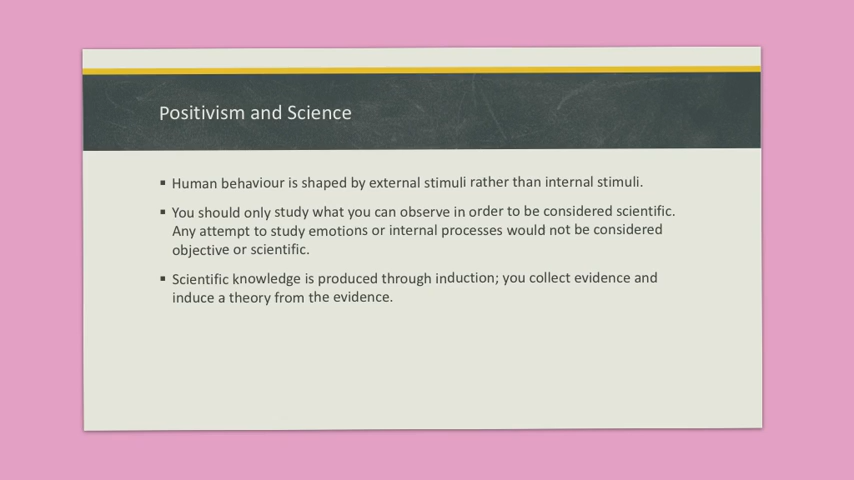 Positivism and Science
▪ Human behaviour is shaped by external stimuli rather than internal stimuli.
▪ You should only study what you can observe in order to be considered scientific.
Any attempt to study emotions or internal processes would not be considered
objective or scientific.
▪ Scientific knowledge is produced through induction; you collect evidence and
induce a theory from the evidence.